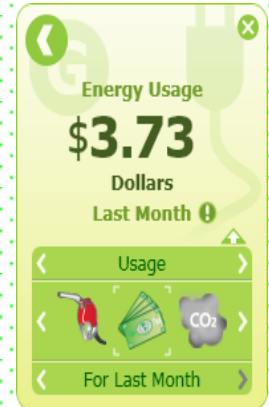 G
Energy Usage
$3.73
Dollars
Last Month !
Usage
CO2
For Last Month